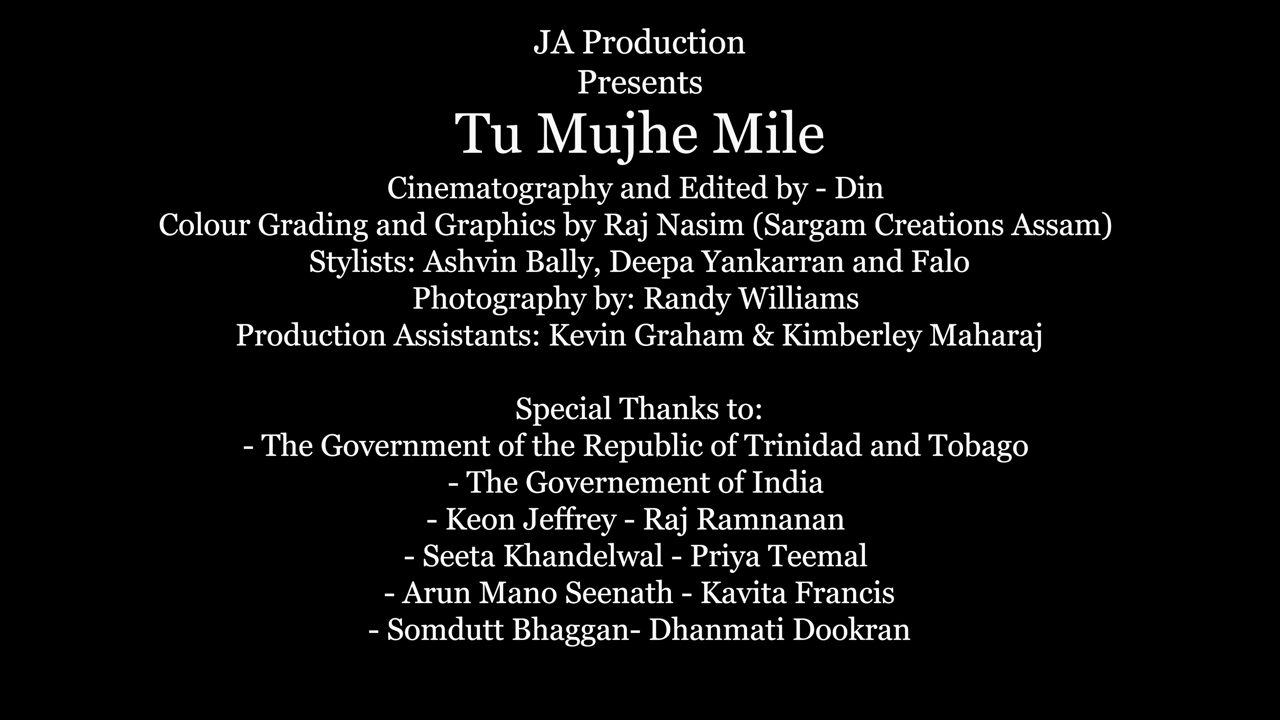 JA Production
Presents
Tu Mujhe Mile
Cinematography and Edited by - Din
Colour Grading and Graphics by Raj Nasim (Sargam Creations Assam)
Stylists: Ashvin Bally, Deepa Yankarran and Falo
Photography by: Randy Williams
Production Assistants: Kevin Graham & Kimberley Maharaj
Special Thanks to:
- The Government of the Republic of Trinidad and Tobago
- The Governement of India
- Keon Jeffrey - Raj Ramnanan
- Seeta Khandelwal - Priya Teemal
- Arun Mano Seenath - Kavita Francis
- Somdutt Bhaggan- Dhanmati Dookran